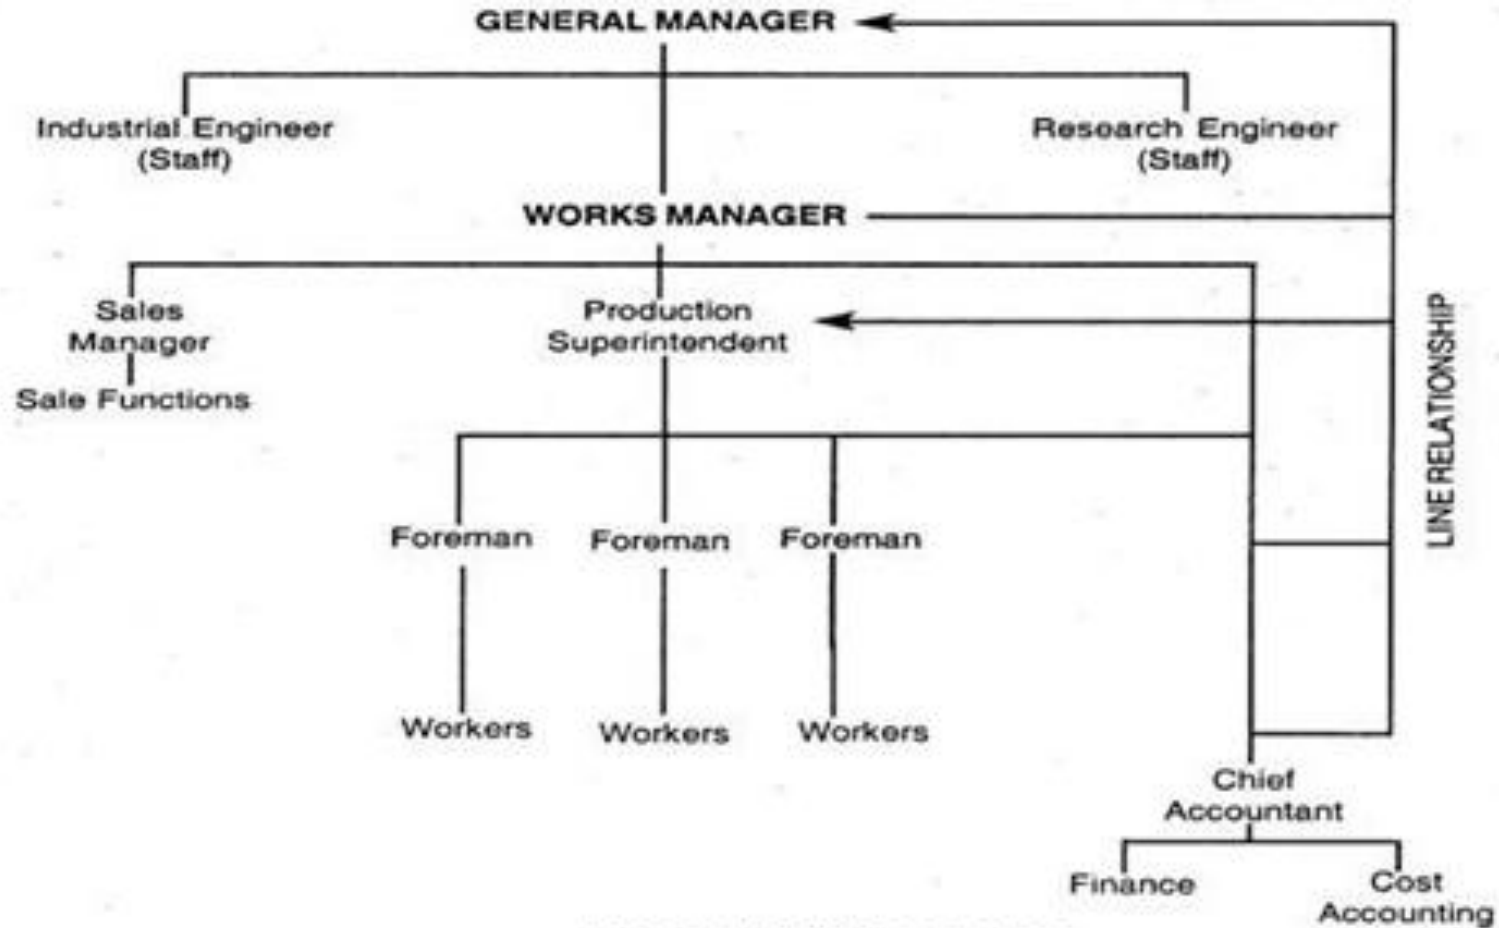 GENERAL MANAGER
Industrial Engineer
(Staff)
Research Engineer
(Staff)
WORKS MANAGER
Sales
Manager
Production
Superintendent
Sale Functions
LINE RELATIONSHIP
Foreman
Foreman
Foreman
Workers
Workers
Workers
Chief
Accountant
Finance
Cost
Accounting